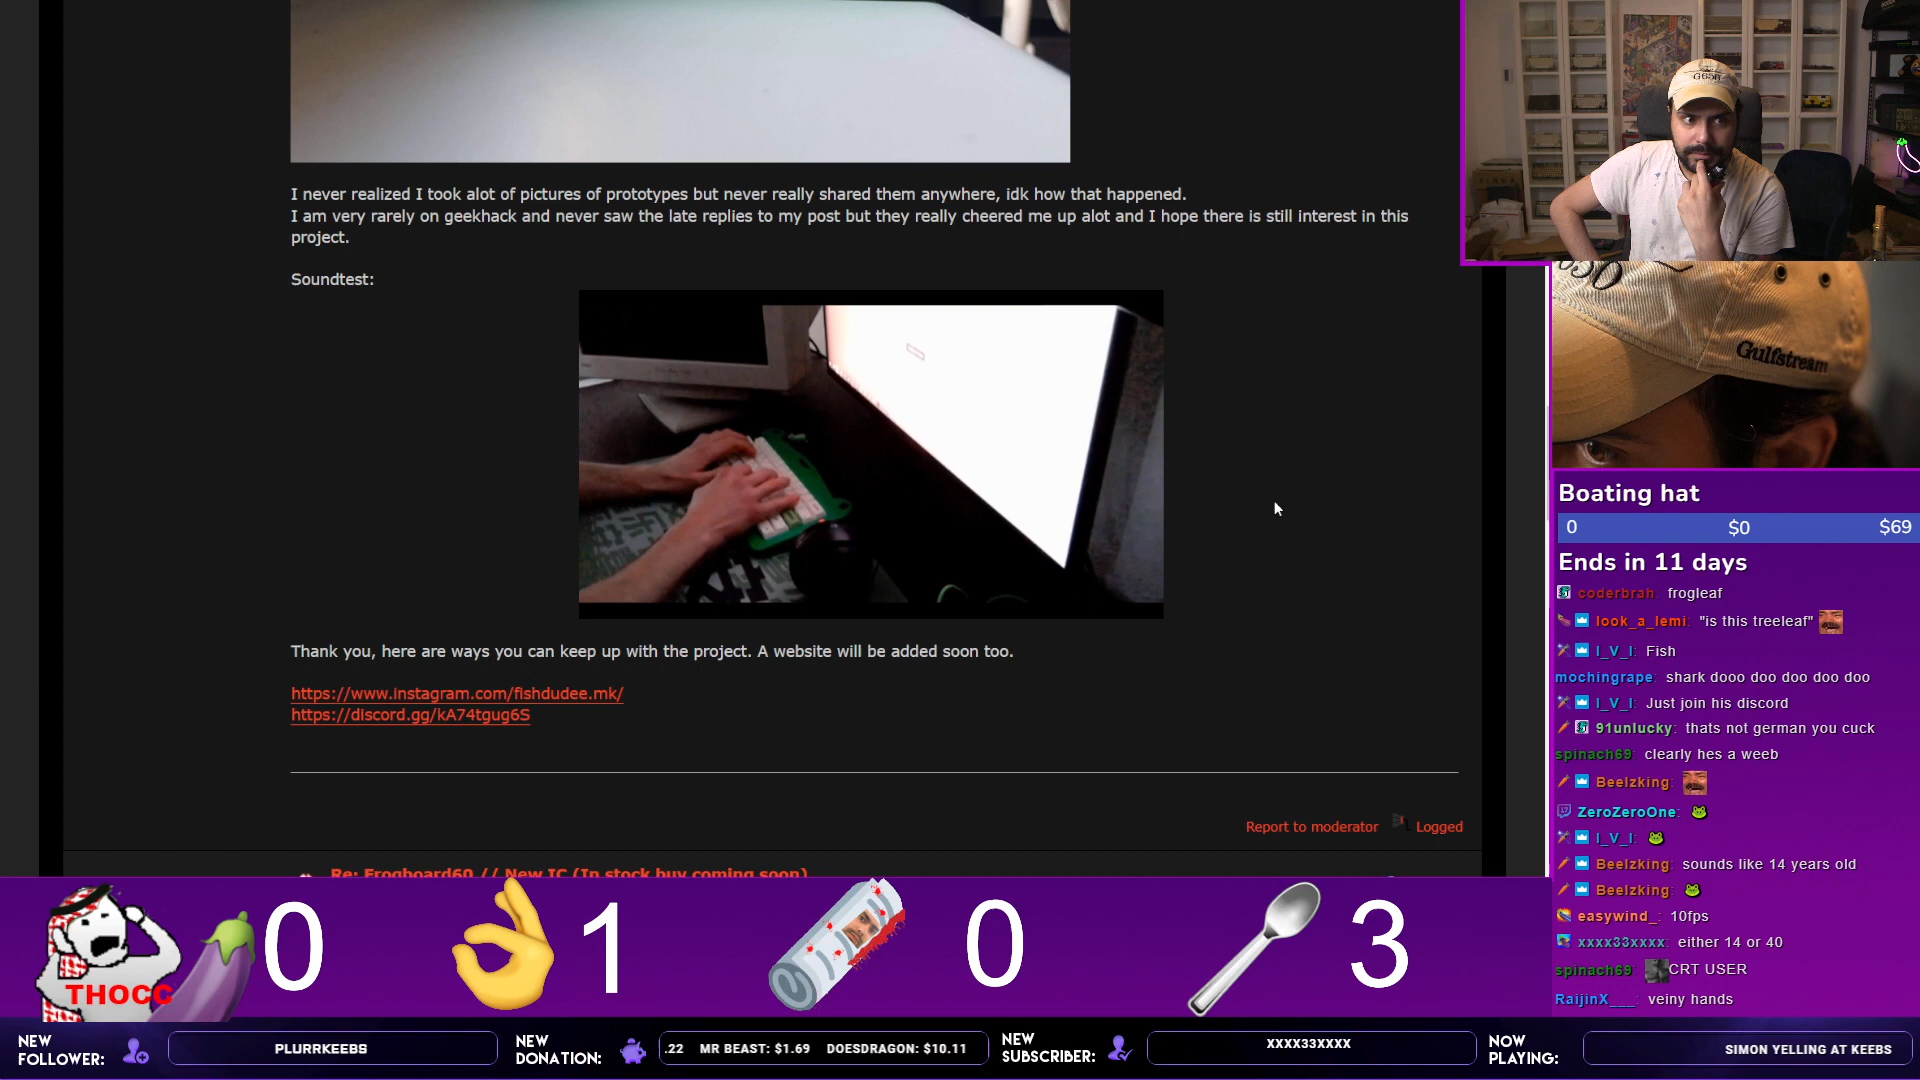 I never realized I took alot of pictures of prototypes but never really shared them anywhere, idk how that happened.
I am very rarely on geekhack and never saw the late replies to my post but they really cheered me up alot and I hope there is still interest in this
project.
Soundtest:
Thank you, here are ways you can keep up with the project. A website will be added soon too.
https://www.instagram.com/fishdudee.mk/
https://discord.gg/kA74tgug6S
Report to moderator
Logged
Re: Frogboard60 // New IC (In stock buy coming soon)
G650
Gulfstream
Boating hat
0 $0 $69
Ends in 11 days
coderbrah: frogleaf
look_a_lemi: "is this treeleaf"
I_V_I: Fish
mochingrape: shark dooo doo doo doo doo
I_V_I: Just join his discord
91unlucky: thats not german you cuck
spinach69: clearly hes a weeb
Beelzking:
ZeroZeroOne:
I_V_I:
Beelzking: sounds like 14 years old
Beelzking:
easywind_: 10fps
xxxx33xxxx: either 14 or 40
spinach69: CRT USER
RaijinX___: veiny hands
THOCC
0
1
0
3
NEW
FOLLOWER:
PLURRKEEBS
NEW
DONATION:
.22 MR BEAST: $1.69 DOESDRAGON: $10.11
NEW
SUBSCRIBER:
XXXX33XXXX
NOW
PLAYING:
SIMON YELLING AT KEEBS